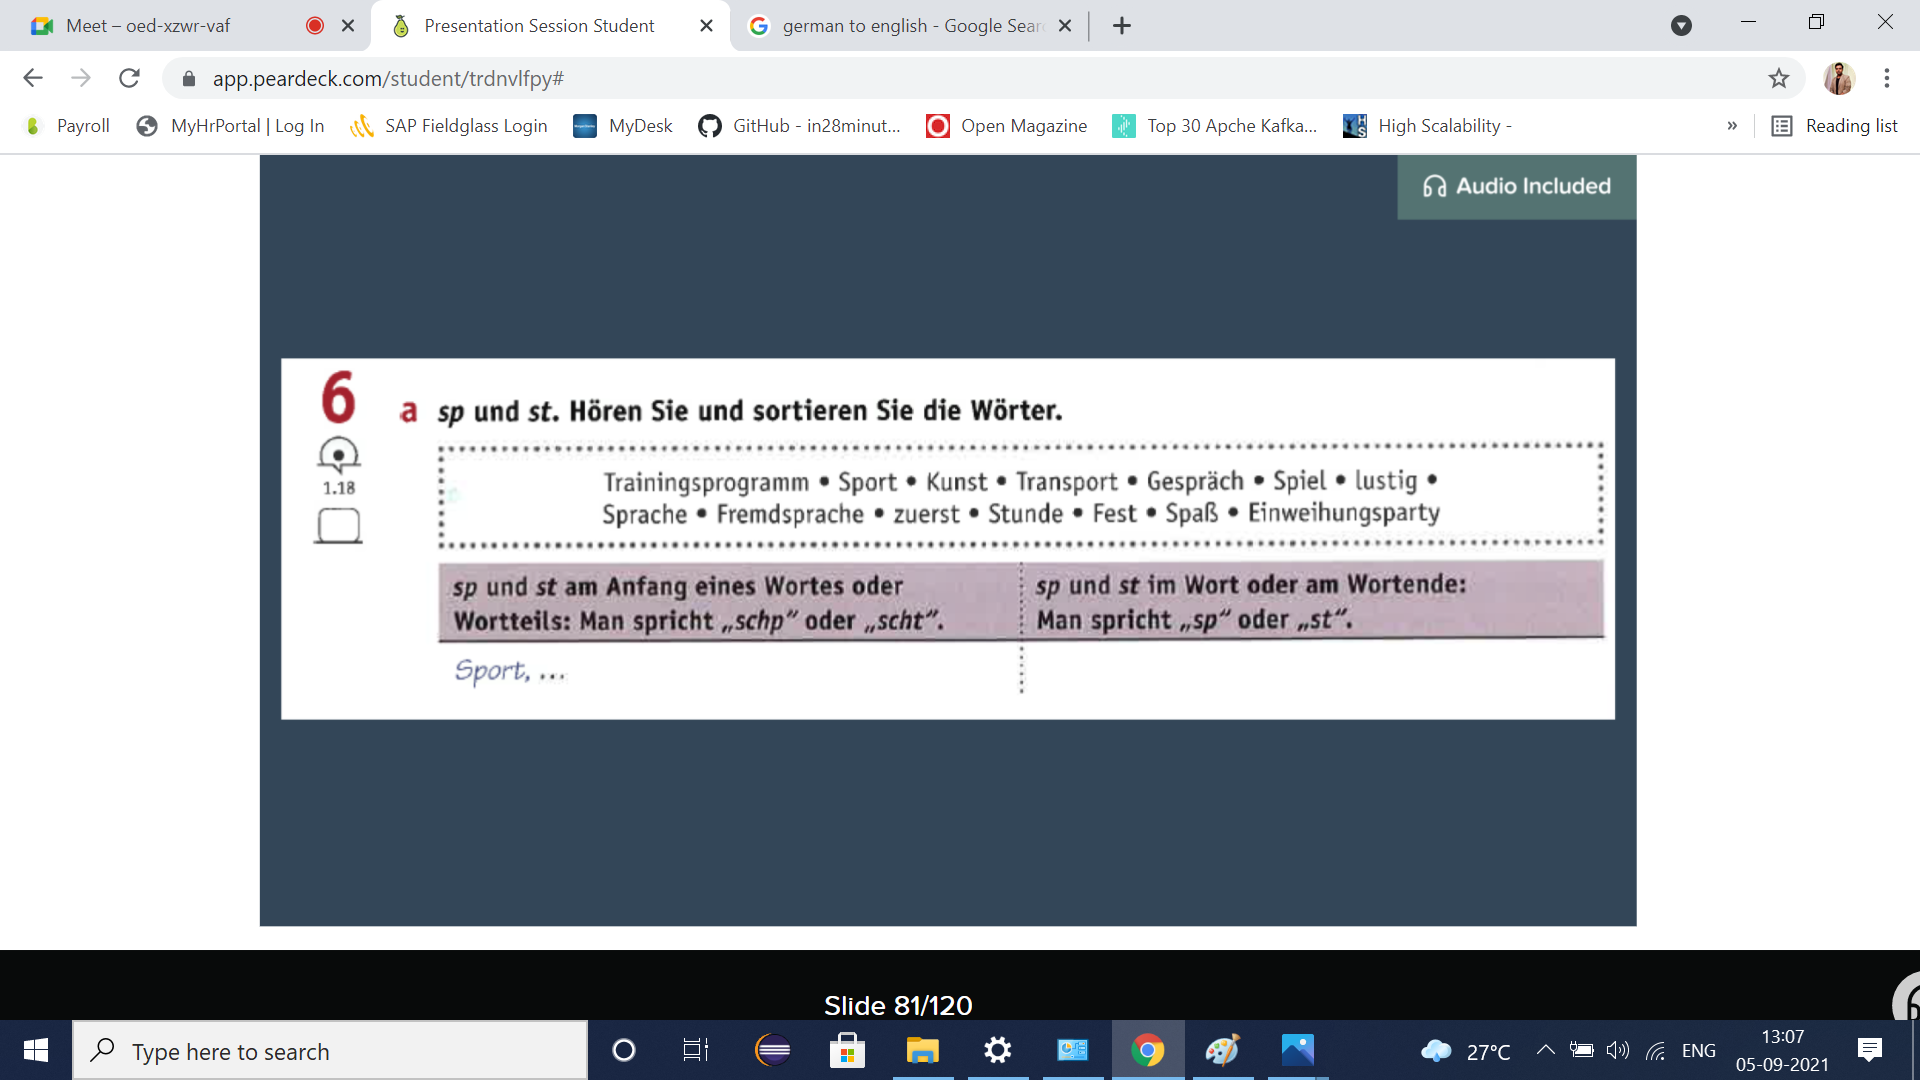 Meet – oed-xzwr-vaf
Presentation Session Student
german to english - Google Sear
app.peardeck.com/student/trdnvlfpy#
Payroll
MyHrPortal | Log In
SAP Fieldglass Login
MyDesk
GitHub - in28minut...
Open Magazine
Top 30 Apche Kafka...
High Scalability -
»
Reading list
Audio Included
6
a sp und st. Hören Sie und sortieren Sie die Wörter.
1.18
Trainingsprogramm • Sport • Kunst • Transport • Gespräch • Spiel • lustig •
Sprache • Fremdsprache • zuerst • Stunde • Fest • Spaß • Einweihungsparty
sp und st am Anfang eines Wortes oder
Wortteils: Man spricht „schp“ oder „scht“.
sp und st im Wort oder am Wortende:
Man spricht „sp“ oder „st“.
Sport, ...
Slide 81/120
Type here to search
27°C
ENG
13:07
05-09-2021